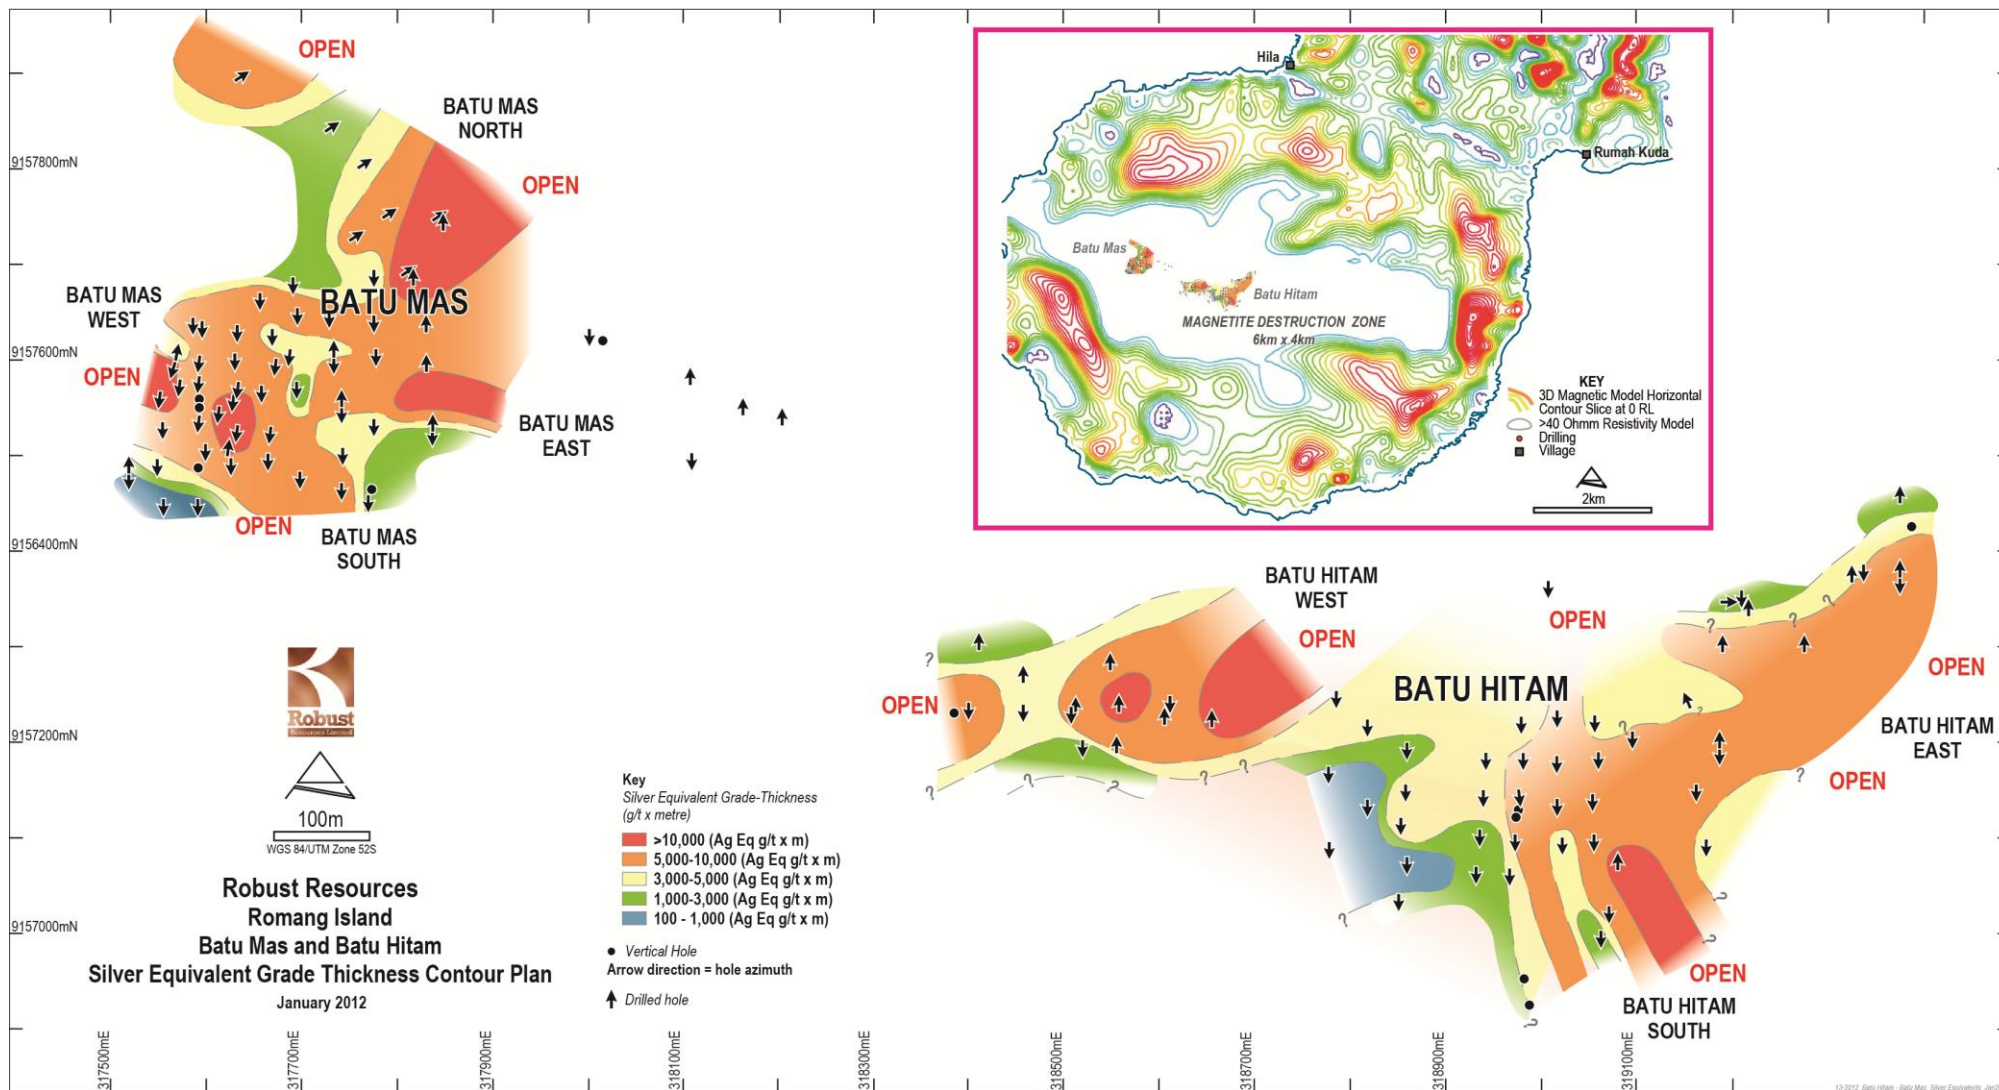 OPEN
BATU MAS
NORTH
9157800mN
OPEN
BATU MAS
WEST
BATU MAS
9157600mN
OPEN
BATU MAS
EAST
OPEN
BATU MAS
SOUTH
9156400mN
Hila
Rumah Kuda
Batu Mas
Batu Hitam
MAGNETITE DESTRUCTION ZONE
6km x 4km
KEY
3D Magnetic Model Horizontal
Contour Slice at 0 RL
>40 Ohmm Resistivity Model
Drilling
Village
2km
BATU HITAM
WEST
OPEN
OPEN
BATU HITAM
OPEN
OPEN
BATU HITAM
EAST
OPEN
OPEN
BATU HITAM
SOUTH
? ? ? ? ? ? ? ? ? ? ? ? ? ? ?
Robust
Resources Limited
9157200mN
100m
WGS 84/UTM Zone 52S
Robust Resources
Romang Island
Batu Mas and Batu Hitam
Silver Equivalent Grade Thickness Contour Plan
January 2012
9157000mN
Key
Silver Equivalent Grade-Thickness
(g/t x metre)
>10,000 (Ag Eq g/t x m)
5,000-10,000 (Ag Eq g/t x m)
3,000-5,000 (Ag Eq g/t x m)
1,000-3,000 (Ag Eq g/t x m)
100 - 1,000 (Ag Eq g/t x m)
Vertical Hole
Arrow direction = hole azimuth
Drilled hole
317500mE
317700mE
317900mE
318100mE
318300mE
318500mE
318700mE
318900mE
319100mE